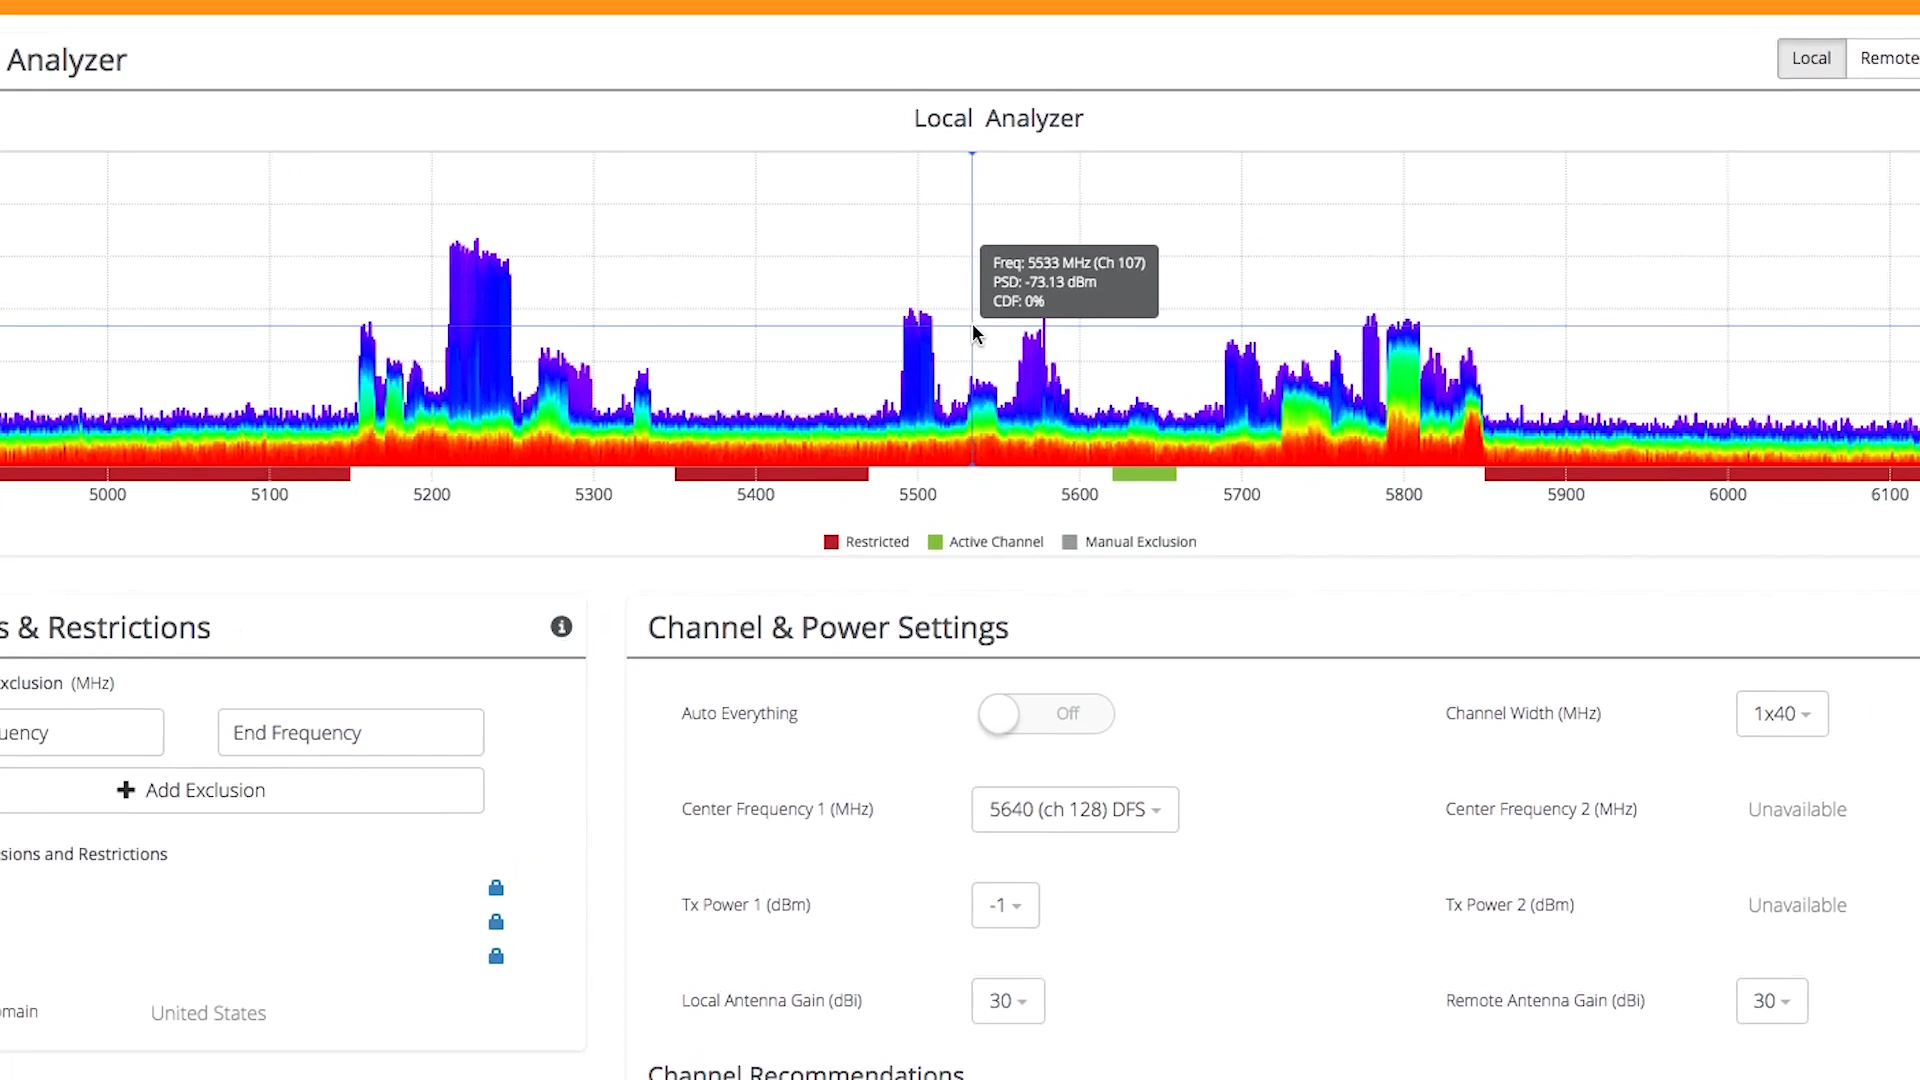 Analyzer
Local Remote
Local Analyzer
Freq: 5533 MHz (Ch 107)
PSD: -73.13 dBm
CDF: 0%
5000 5100 5200 5300 5400 5500 5600 5700 5800 5900 6000 6100
Restricted Active Channel Manual Exclusion
s & Restrictions
xclusion (MHz)
uency End Frequency
Add Exclusion
sions and Restrictions
omain United States
Channel & Power Settings
Auto Everything Off Channel Width (MHz) 1x40
Center Frequency 1 (MHz) 5640 (ch 128) DFS Center Frequency 2 (MHz) Unavailable
Tx Power 1 (dBm) -1 Tx Power 2 (dBm) Unavailable
Local Antenna Gain (dBi) 30 Remote Antenna Gain (dBi) 30
Channel Recommendations